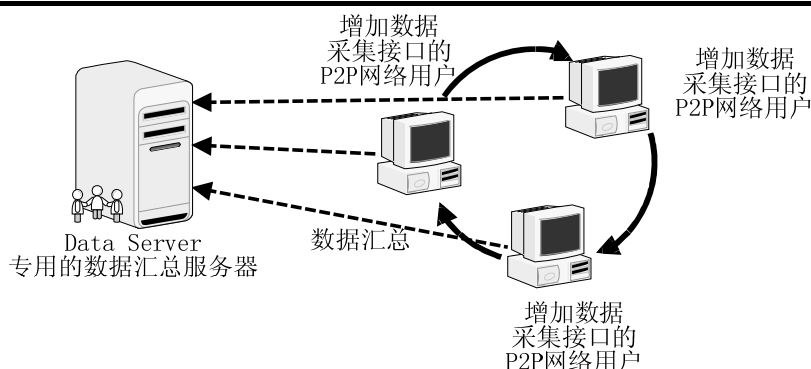 增加数据
采集接口的
P2P网络用户
增加数据
采集接口的
P2P网络用户
数据汇总
Data Server
专用的数据汇总服务器
增加数据
采集接口的
P2P网络用户